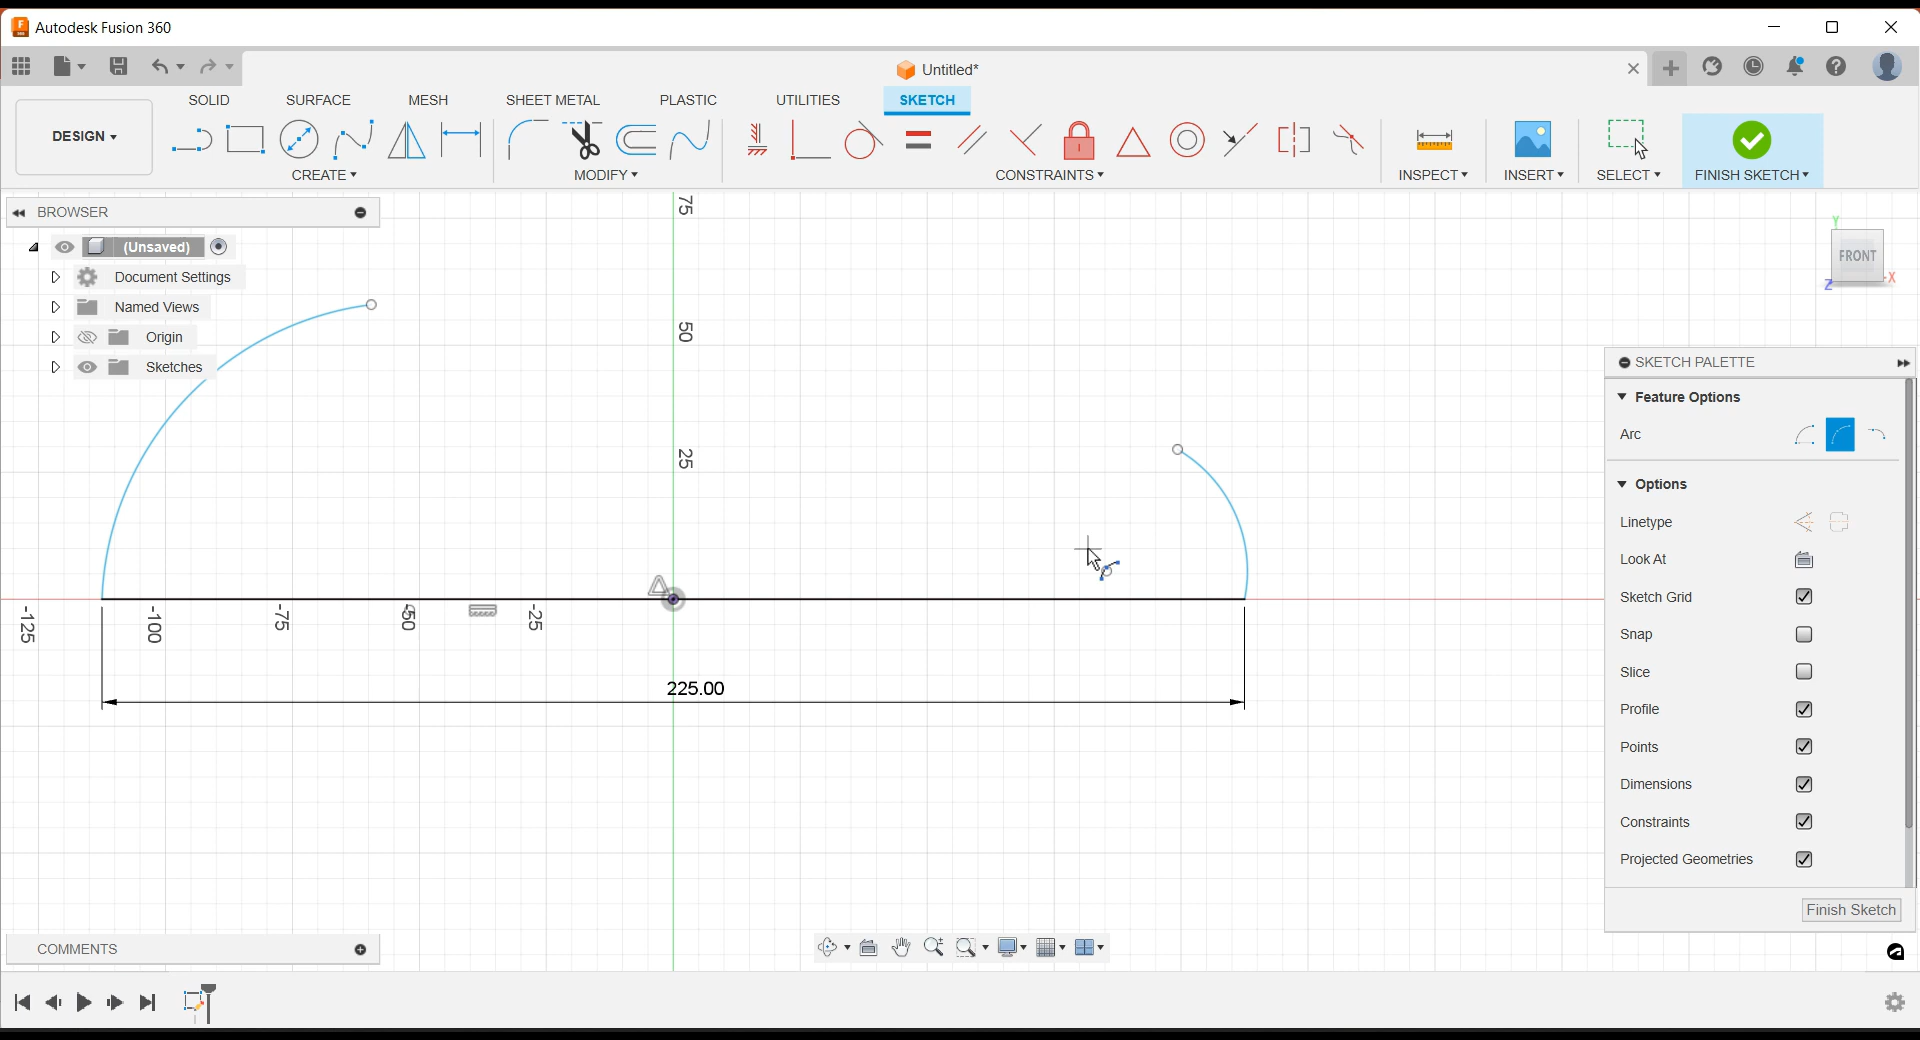 Autodesk Fusion 360
Untitled*
SOLID SURFACE MESH SHEET METAL PLASTIC UTILITIES SKETCH
DESIGN
CREATE MODIFY CONSTRAINTS INSPECT INSERT SELECT FINISH SKETCH
BROWSER
(Unsaved)
Document Settings
Named Views
Origin
Sketches
75
50
25
-125
-100
-75
-50
-25
225.00
Y
FRONT
Z
-X
SKETCH PALETTE
Feature Options
Arc
Options
Linetype
Look At
Sketch Grid
Snap
Slice
Profile
Points
Dimensions
Constraints
Projected Geometries
Finish Sketch
COMMENTS